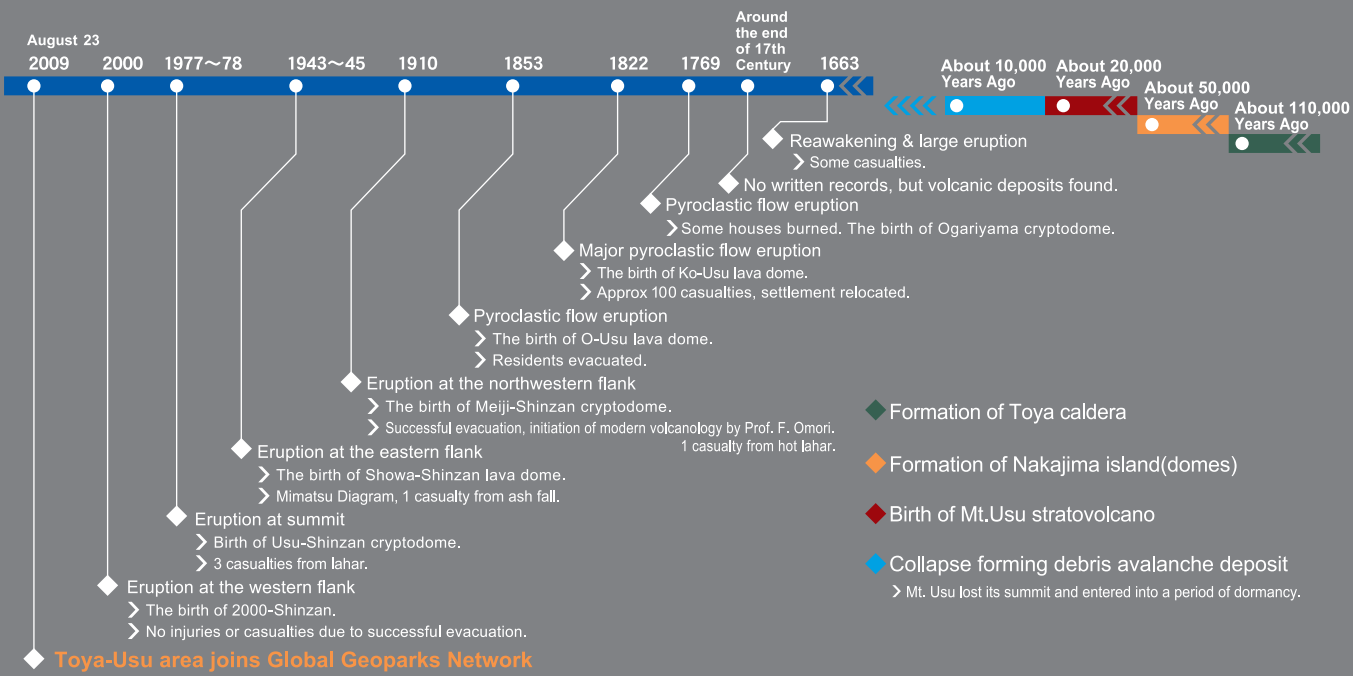 August 23
2009
2000
1977〜78
1943〜45
1910
1853
1822
1769
Around
the end
of 17th
Century
1663
About 10,000
Years Ago
About 20,000
Years Ago
About 50,000
Years Ago
About 110,000
Years Ago
Reawakening & large eruption
Some casualties.
No written records, but volcanic deposits found.
Pyroclastic flow eruption
Some houses burned. The birth of Ogariyama cryptodome.
Major pyroclastic flow eruption
The birth of Ko-Usu lava dome.
Approx 100 casualties, settlement relocated.
Pyroclastic flow eruption
The birth of O-Usu lava dome.
Residents evacuated.
Eruption at the northwestern flank
The birth of Meiji-Shinzan cryptodome.
Successful evacuation, initiation of modern volcanology by Prof. F. Omori.
1 casualty from hot lahar.
Eruption at the eastern flank
The birth of Showa-Shinzan lava dome.
Mimatsu Diagram, 1 casualty from ash fall.
Eruption at summit
Birth of Usu-Shinzan cryptodome.
3 casualties from lahar.
Eruption at the western flank
The birth of 2000-Shinzan.
No injuries or casualties due to successful evacuation.
Toya-Usu area joins Global Geoparks Network
Formation of Toya caldera
Formation of Nakajima island(domes)
Birth of Mt.Usu stratovolcano
Collapse forming debris avalanche deposit
Mt. Usu lost its summit and entered into a period of dormancy.